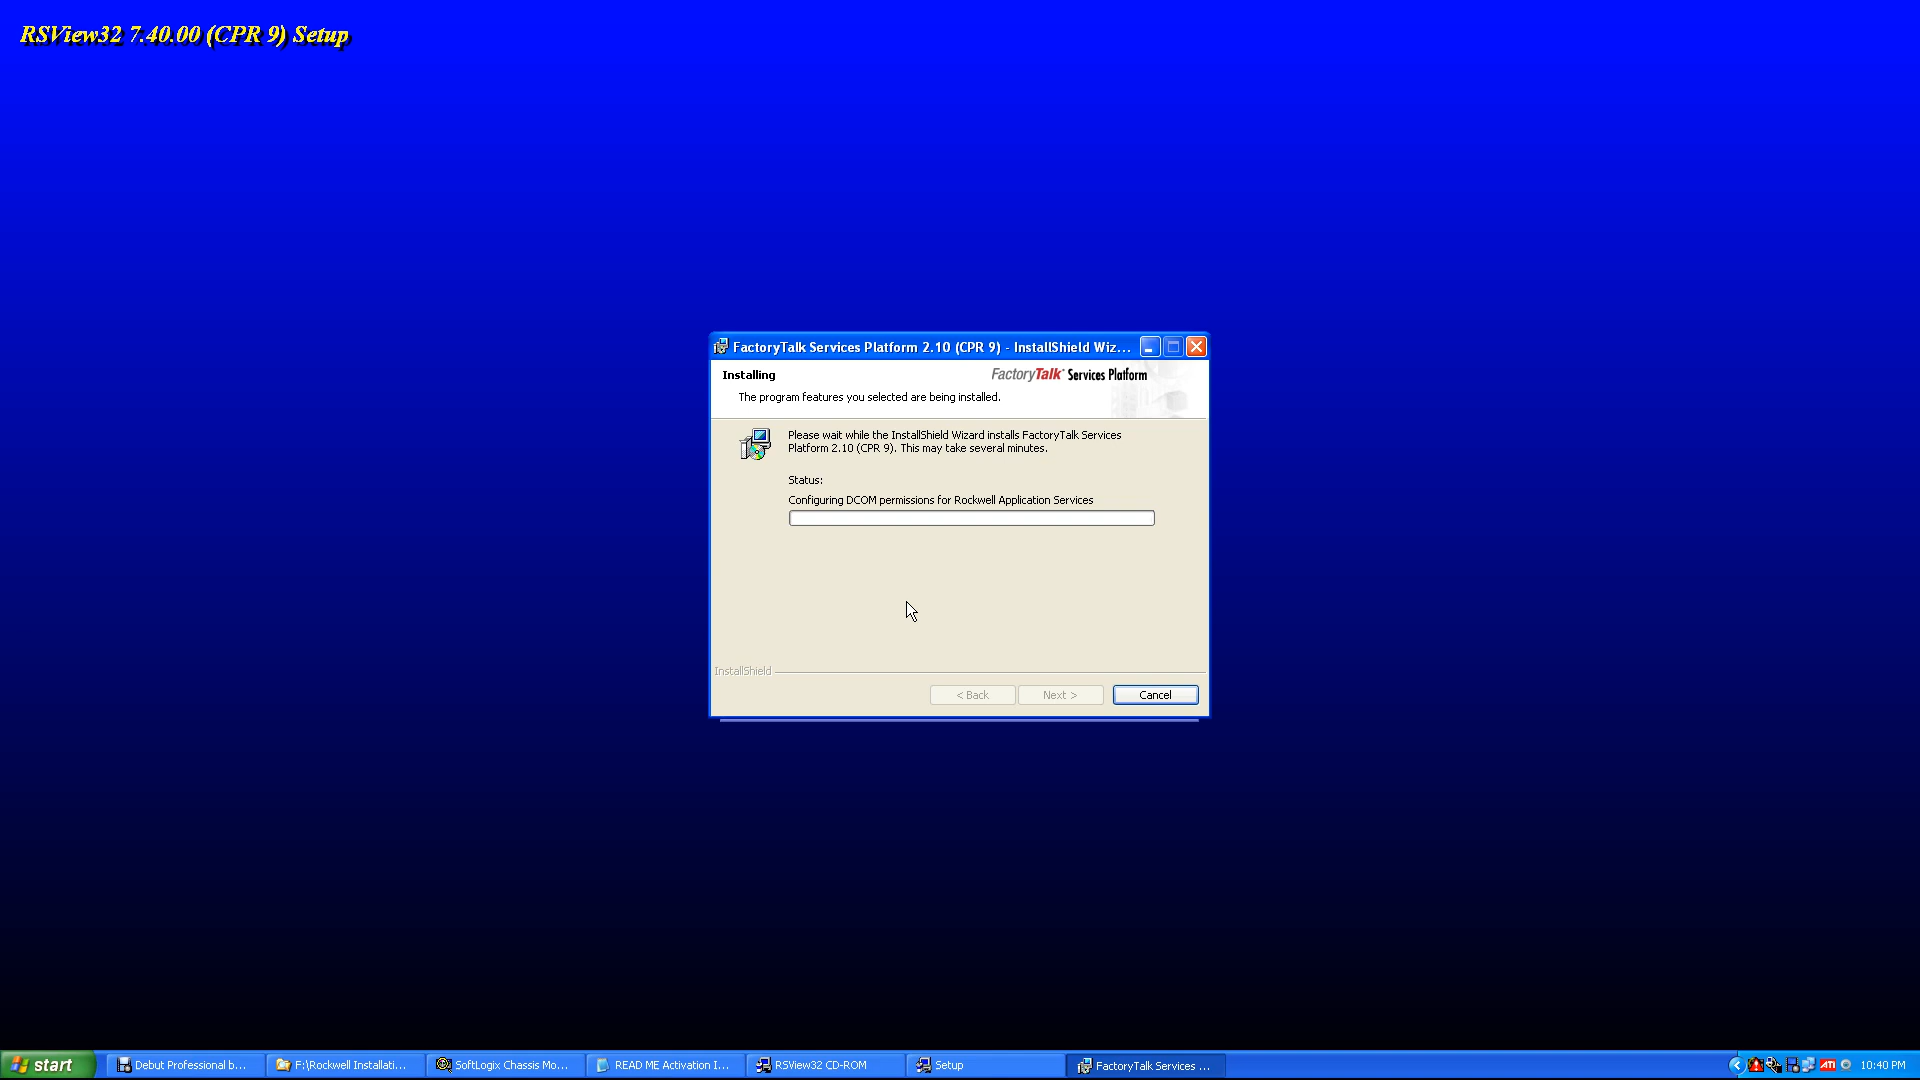 RSView32 7.40.00 (CPR 9) Setup
FactoryTalk Services Platform 2.10 (CPR 9) - InstallShield Wiz...
Installing
FactoryTalk Services Platform
The program features you selected are being installed.
Please wait while the InstallShield Wizard installs FactoryTalk Services
Platform 2.10 (CPR 9). This may take several minutes.
Status:
Configuring DCOM permissions for Rockwell Application Services
InstallShield
< Back
Next >
Cancel
start
Debut Professional b...
F:\Rockwell Installati...
SoftLogix Chassis Mo...
READ ME Activation I...
RSView32 CD-ROM
Setup
FactoryTalk Services ...
ATI
10:40 PM